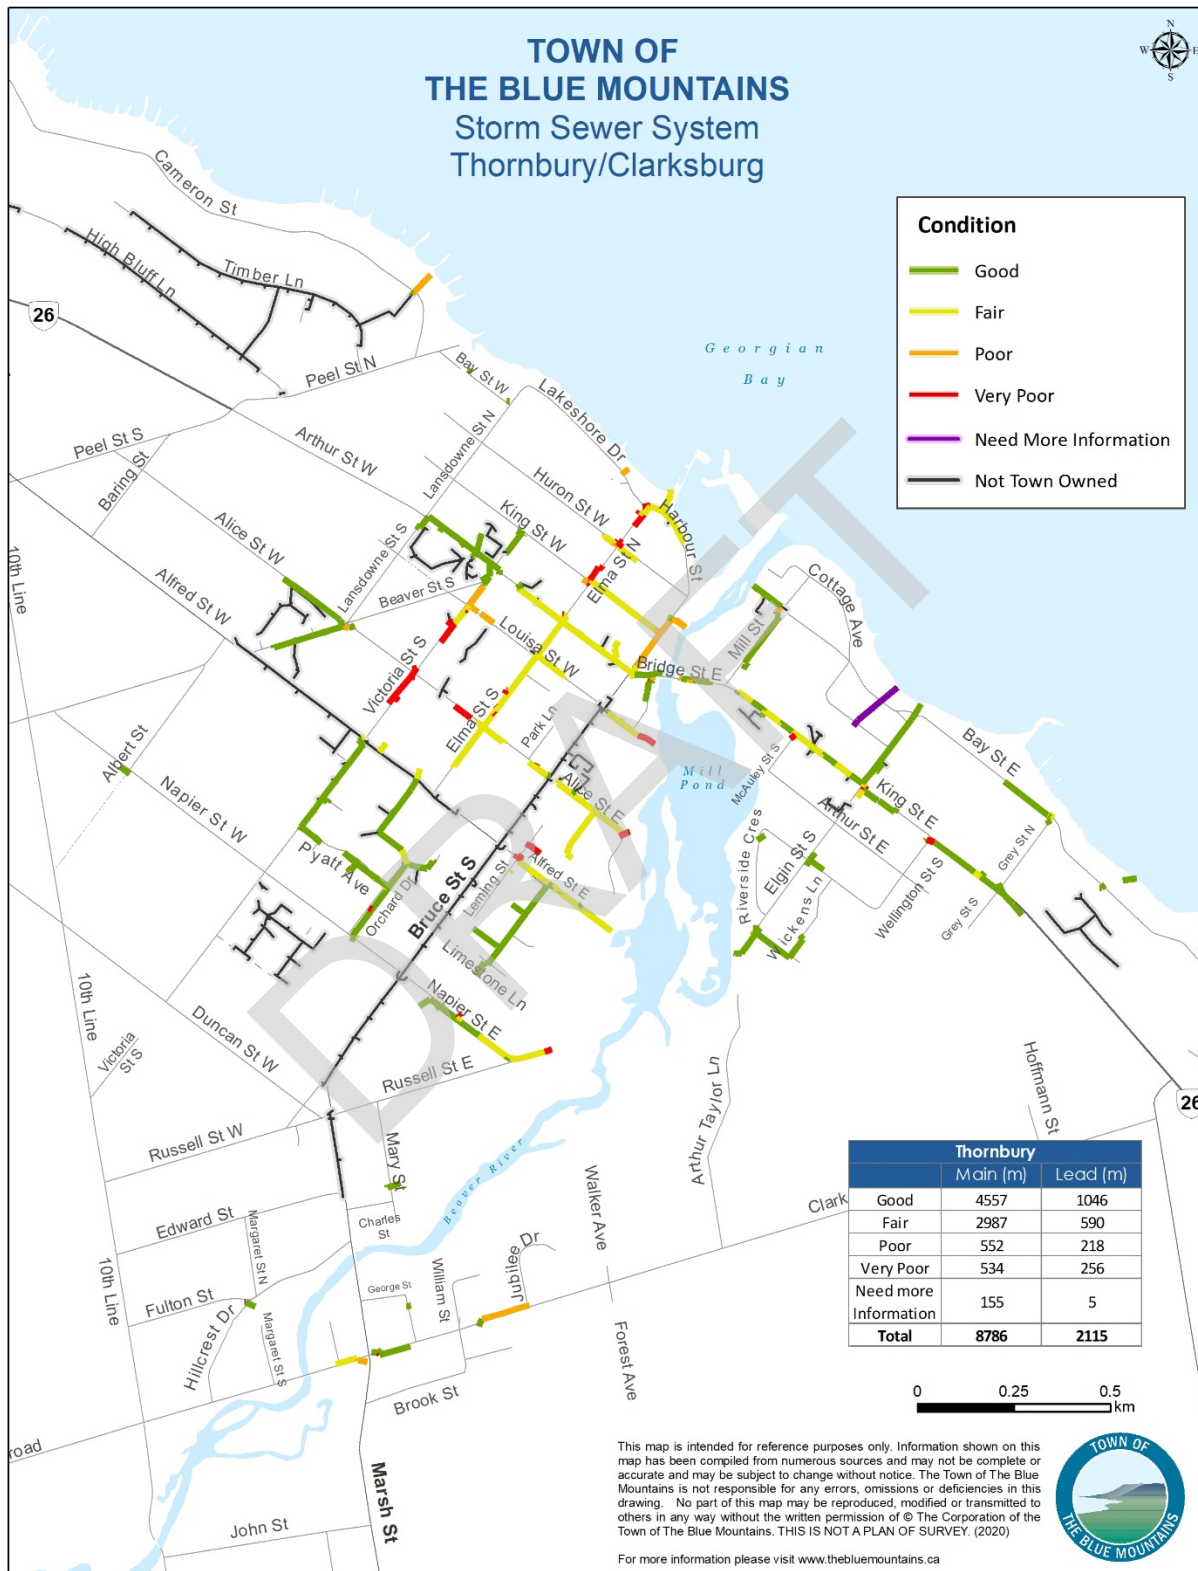 TOWN OF
THE BLUE MOUNTAINS
Storm Sewer System
Thornbury/Clarksburg
N
W E
S
Condition
Good
Fair
Poor
Very Poor
Need More Information
Not Town Owned
Georgian
Bay
Cameron St
High Bluff Ln
Timber Ln
26
Peel St N
Bay St W
Lakeshore Dr
Peel St S
Baring St
Arthur St W
Lansdowne St N
Huron St W
King St W
Harbour St
Elma St N
Alice St W
Lansdowne St S
Beaver St S
Alfred St W
10th Line
Cottage Ave
Mill St
Louisa St W
Bridge St E
Victoria St S
Elma St S
Park Ln
Albert St
Napier St W
Mill
Pond
McAuley St S
Bay St E
Alice St E
King St E
Arthur St E
Riverside Cres
Elgin St S
Wickens Ln
Wellington St S
Grey St N
Grey St S
Pyatt Ave
Orchard Dr
Bruce St S
Leming St
Alfred St E
Limestone Ln
Napier St E
10th Line
Victoria
St S
Duncan St W
Russell St E
Russell St W
Mary St
Beaver River
Arthur Taylor Ln
Hoffmann St
26
Edward St
Charles
St
Walker Ave
Clark
Margaret St N
10th Line
Fulton St
Hillcrest Dr
Margaret St S
George St
William St
Jubilee Dr
Forest Ave
Brook St
road
Marsh St
John St
DRAFT
Thornbury
Main (m) Lead (m)
Good 4557 1046
Fair 2987 590
Poor 552 218
Very Poor 534 256
Need more
Information 155 5
Total 8786 2115
0 0.25 0.5
km
This map is intended for reference purposes only. Information shown on this
map has been compiled from numerous sources and may not be complete or
accurate and may be subject to change without notice. The Town of The Blue
Mountains is not responsible for any errors, omissions or deficiencies in this
drawing. No part of this map may be reproduced, modified or transmitted to
others in any way without the written permission of © The Corporation of the
Town of The Blue Mountains. THIS IS NOT A PLAN OF SURVEY. (2020)
For more information please visit www.thebluemountains.ca
TOWN OF
THE BLUE MOUNTAINS